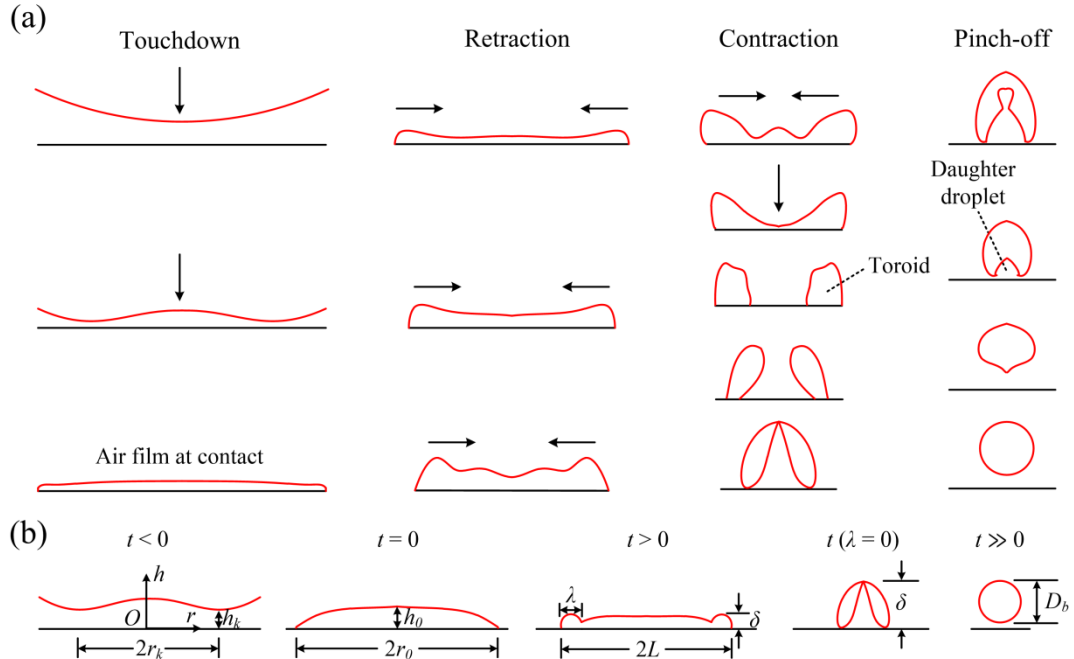 (a)
Touchdown
Retraction
Contraction
Pinch-off
Daughter
droplet
Toroid
Air film at contact
(b)
t < 0
t = 0
t > 0
t (λ = 0)
t ≫ 0
h
O
r
h_k
2r_k
h_0
2r_0
λ
δ
2L
δ
D_b